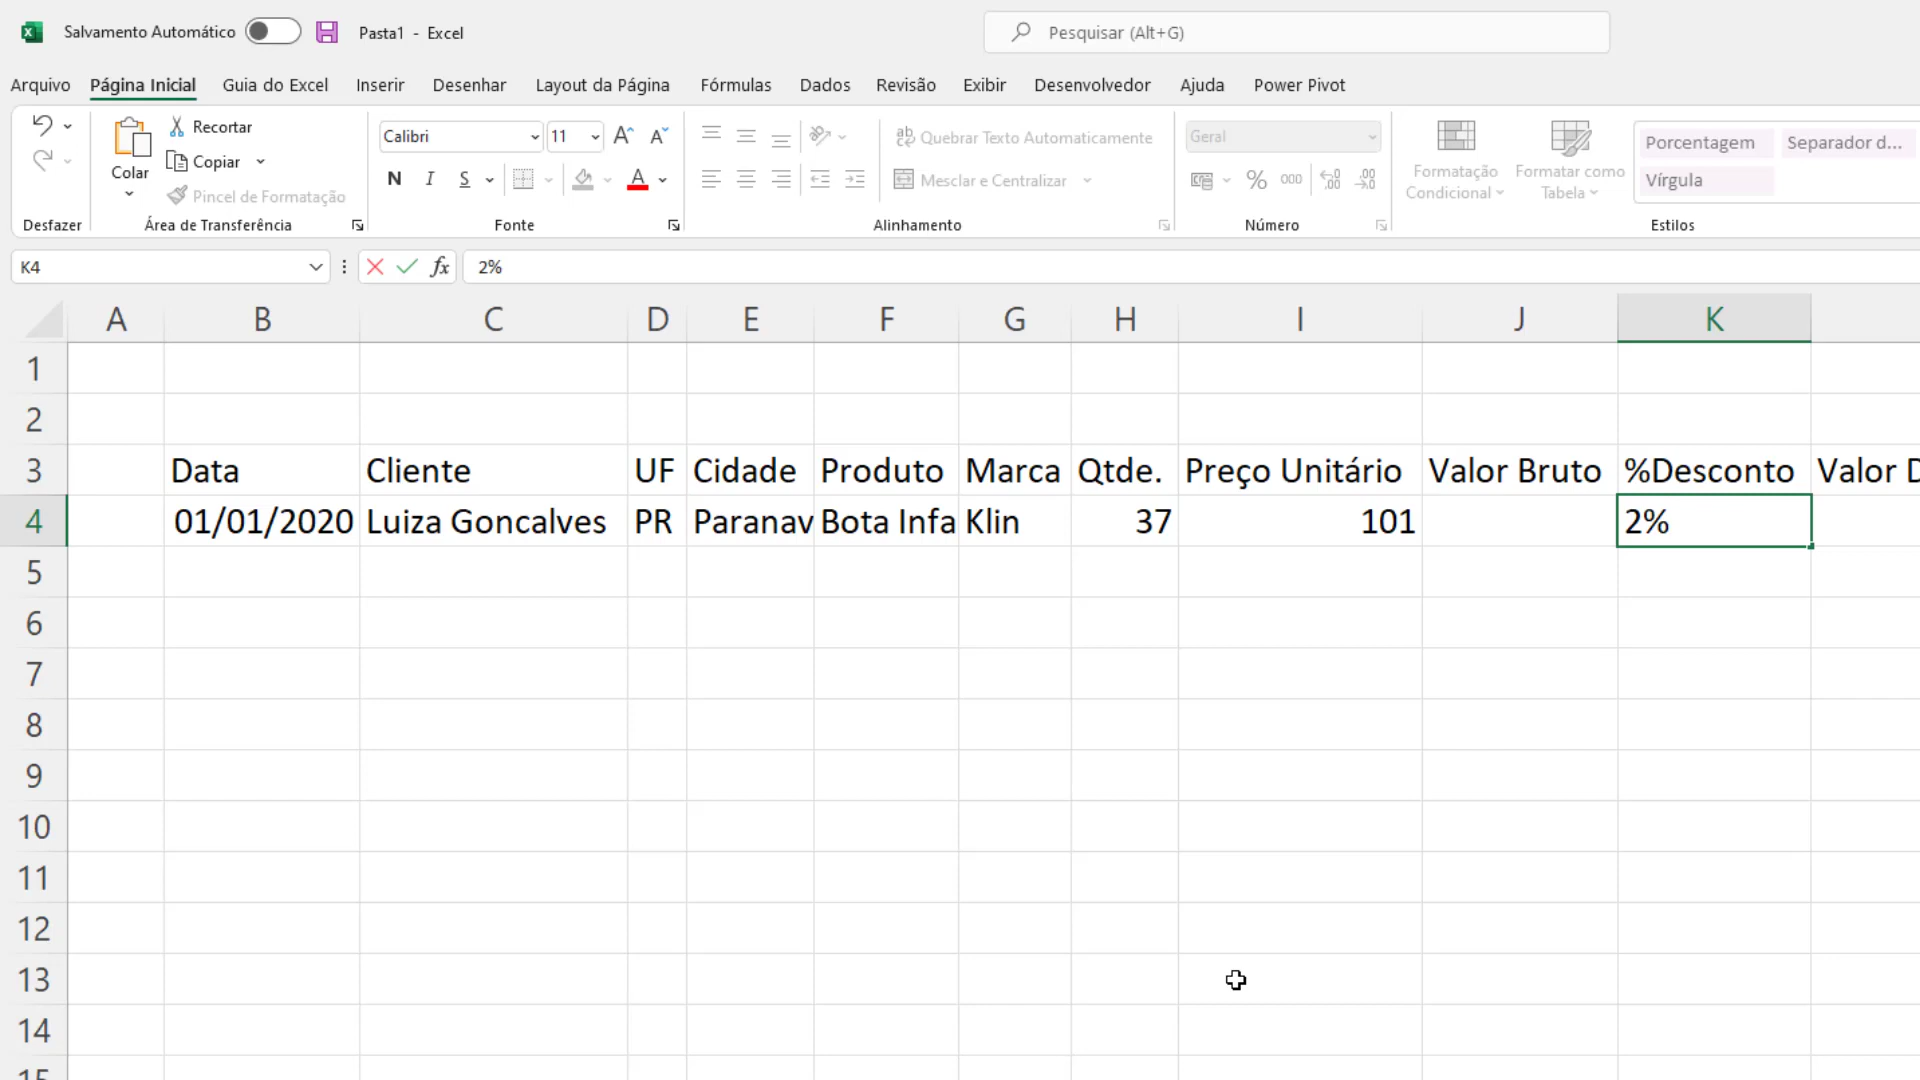 Salvamento Automático
Pasta1 - Excel
Pesquisar (Alt+G)
Arquivo Página Inicial Guia do Excel Inserir Desenhar Layout da Página Fórmulas Dados Revisão Exibir Desenvolvedor Ajuda Power Pivot
Desfazer
Colar
Recortar
Copiar
Pincel de Formatação
Área de Transferência
Calibri 11
N I S A
Fonte
ab Quebrar Texto Automaticamente
Mesclar e Centralizar
Alinhamento
Geral
% 000
Número
Formatação Condicional
Formatar como Tabela
Porcentagem Separador d...
Vírgula
Estilos
K4 fx 2%
A B C D E F G H I J K
1
2
3 Data Cliente UF Cidade Produto Marca Qtde. Preço Unitário Valor Bruto %Desconto Valor D
4 01/01/2020 Luiza Goncalves PR Paranav Bota Infa Klin 37 101 2%
5
6
7
8
9
10
11
12
13
14
15